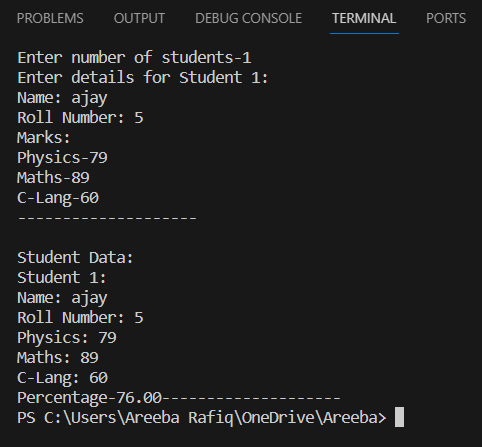 PROBLEMS OUTPUT DEBUG CONSOLE TERMINAL PORTS
Enter number of students-1
Enter details for Student 1:
Name: ajay
Roll Number: 5
Marks:
Physics-79
Maths-89
C-Lang-60
--------------------
Student Data:
Student 1:
Name: ajay
Roll Number: 5
Physics: 79
Maths: 89
C-Lang: 60
Percentage-76.00--------------------
PS C:\Users\Areeba Rafiq\OneDrive\Areeba>